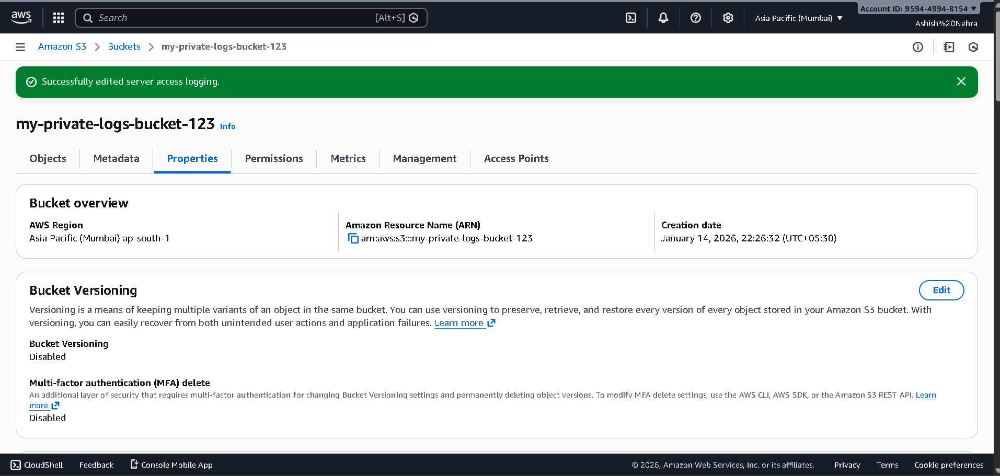 aws
Search [Alt+S]
Asia Pacific (Mumbai)
Account ID: 9594-4994-8154
Ashish%20Nehra
Amazon S3 Buckets my-private-logs-bucket-123
Successfully edited server access logging.
my-private-logs-bucket-123 Info
Objects Metadata Properties Permissions Metrics Management Access Points
Bucket overview
AWS Region
Asia Pacific (Mumbai) ap-south-1
Amazon Resource Name (ARN)
arn:aws:s3:::my-private-logs-bucket-123
Creation date
January 14, 2026, 22:26:32 (UTC+05:30)
Bucket Versioning
Edit
Versioning is a means of keeping multiple variants of an object in the same bucket. You can use versioning to preserve, retrieve, and restore every version of every object stored in your Amazon S3 bucket. With
versioning, you can easily recover from both unintended user actions and application failures. Learn more
Bucket Versioning
Disabled
Multi-factor authentication (MFA) delete
An additional layer of security that requires multi-factor authentication for changing Bucket Versioning settings and permanently deleting object versions. To modify MFA delete settings, use the AWS CLI, AWS SDK, or the Amazon S3 REST API. Learn
more
Disabled
CloudShell Feedback Console Mobile App © 2026, Amazon Web Services, Inc. or its affiliates. Privacy Terms Cookie preferences